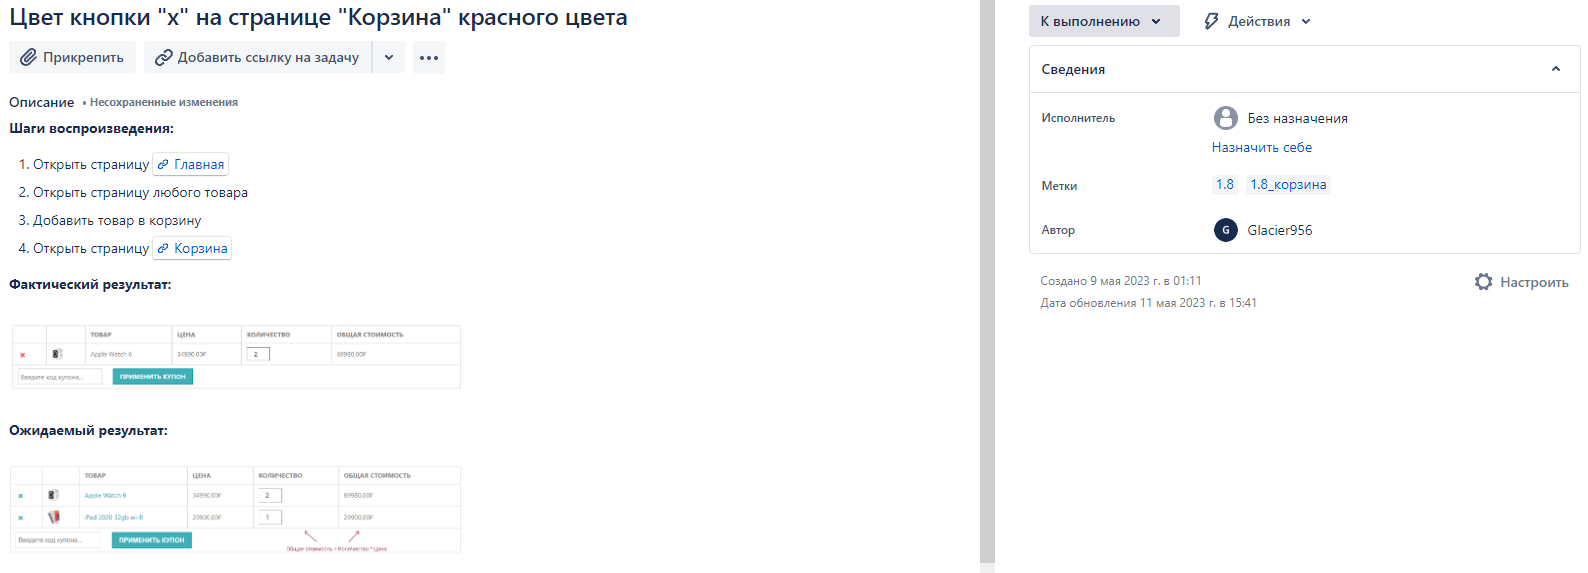 Цвет кнопки "х" на странице "Корзина" красного цвета
Прикрепить
Добавить ссылку на задачу
Описание • Несохраненные изменения
Шаги воспроизведения:
1. Открыть страницу Главная
2. Открыть страницу любого товара
3. Добавить товар в корзину
4. Открыть страницу Корзина
Фактический результат:
ТОВАР ЦЕНА КОЛИЧЕСТВО ОБЩАЯ СТОИМОСТЬ
× Apple Watch 6 34990,00₽ 2 69980,00₽
Введите код купона... ПРИМЕНИТЬ КУПОН
Ожидаемый результат:
ТОВАР ЦЕНА КОЛИЧЕСТВО ОБЩАЯ СТОИМОСТЬ
× Apple Watch 6 34990,00₽ 2 69980,00₽
× iPad 2020 32gb wi-fi 29900,00₽ 1 29900,00₽
Введите код купона... ПРИМЕНИТЬ КУПОН
Общая стоимость = Количество * Цена
К выполнению
Действия
Сведения
Исполнитель Без назначения
Назначить себе
Метки 1.8 1.8_корзина
Автор G Glacier956
Создано 9 мая 2023 г. в 01:11
Настроить
Дата обновления 11 мая 2023 г. в 15:41